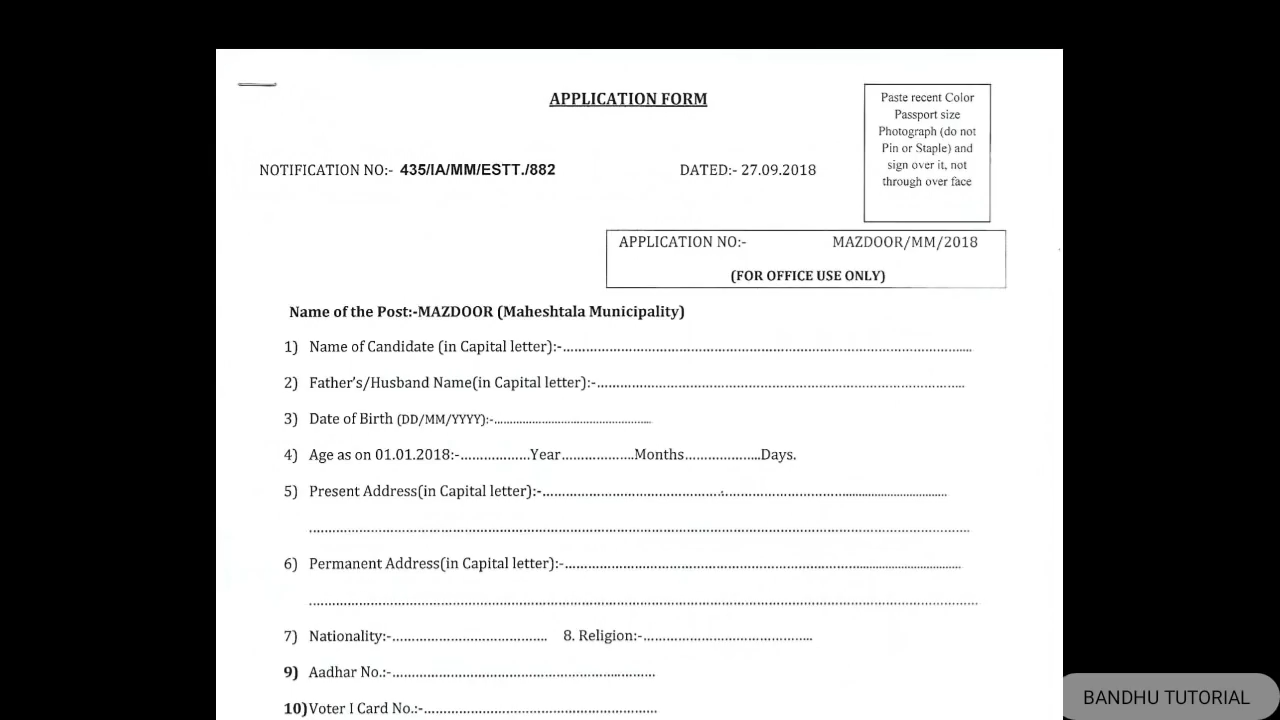 APPLICATION FORM
Paste recent Color
Passport size
Photograph (do not
Pin or Staple) and
sign over it, not
through over face
NOTIFICATION NO:- 435/IA/MM/ESTT./882 DATED:- 27.09.2018
APPLICATION NO:- MAZDOOR/MM/2018
(FOR OFFICE USE ONLY)
Name of the Post:-MAZDOOR (Maheshtala Municipality)
1) Name of Candidate (in Capital letter):-
2) Father's/Husband Name(in Capital letter):-
3) Date of Birth (DD/MM/YYYY):-
4) Age as on 01.01.2018:-..................Year...................Months....................Days.
5) Present Address(in Capital letter):-
6) Permanent Address(in Capital letter):-
7) Nationality:-........................................ 8. Religion:-
9) Aadhar No.:-
10)Voter I Card No.:-
BANDHU TUTORIAL